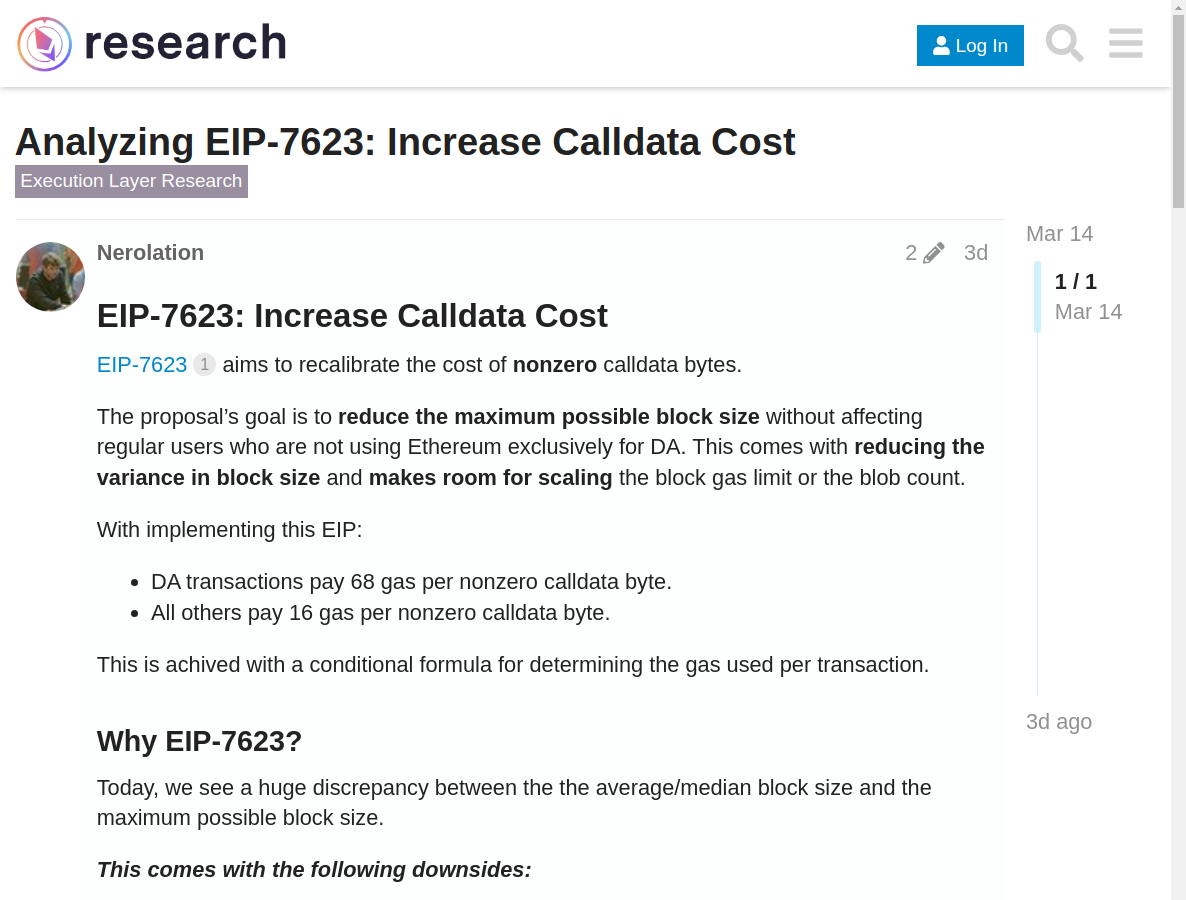 research
Log In
Analyzing EIP-7623: Increase Calldata Cost
Execution Layer Research
Nerolation
2
3d
Mar 14
1 / 1
Mar 14
EIP-7623: Increase Calldata Cost
EIP-7623 1 aims to recalibrate the cost of nonzero calldata bytes.
The proposal’s goal is to reduce the maximum possible block size without affecting
regular users who are not using Ethereum exclusively for DA. This comes with reducing the
variance in block size and makes room for scaling the block gas limit or the blob count.
With implementing this EIP:
• DA transactions pay 68 gas per nonzero calldata byte.
• All others pay 16 gas per nonzero calldata byte.
This is achived with a conditional formula for determining the gas used per transaction.
3d ago
Why EIP-7623?
Today, we see a huge discrepancy between the the average/median block size and the
maximum possible block size.
This comes with the following downsides: